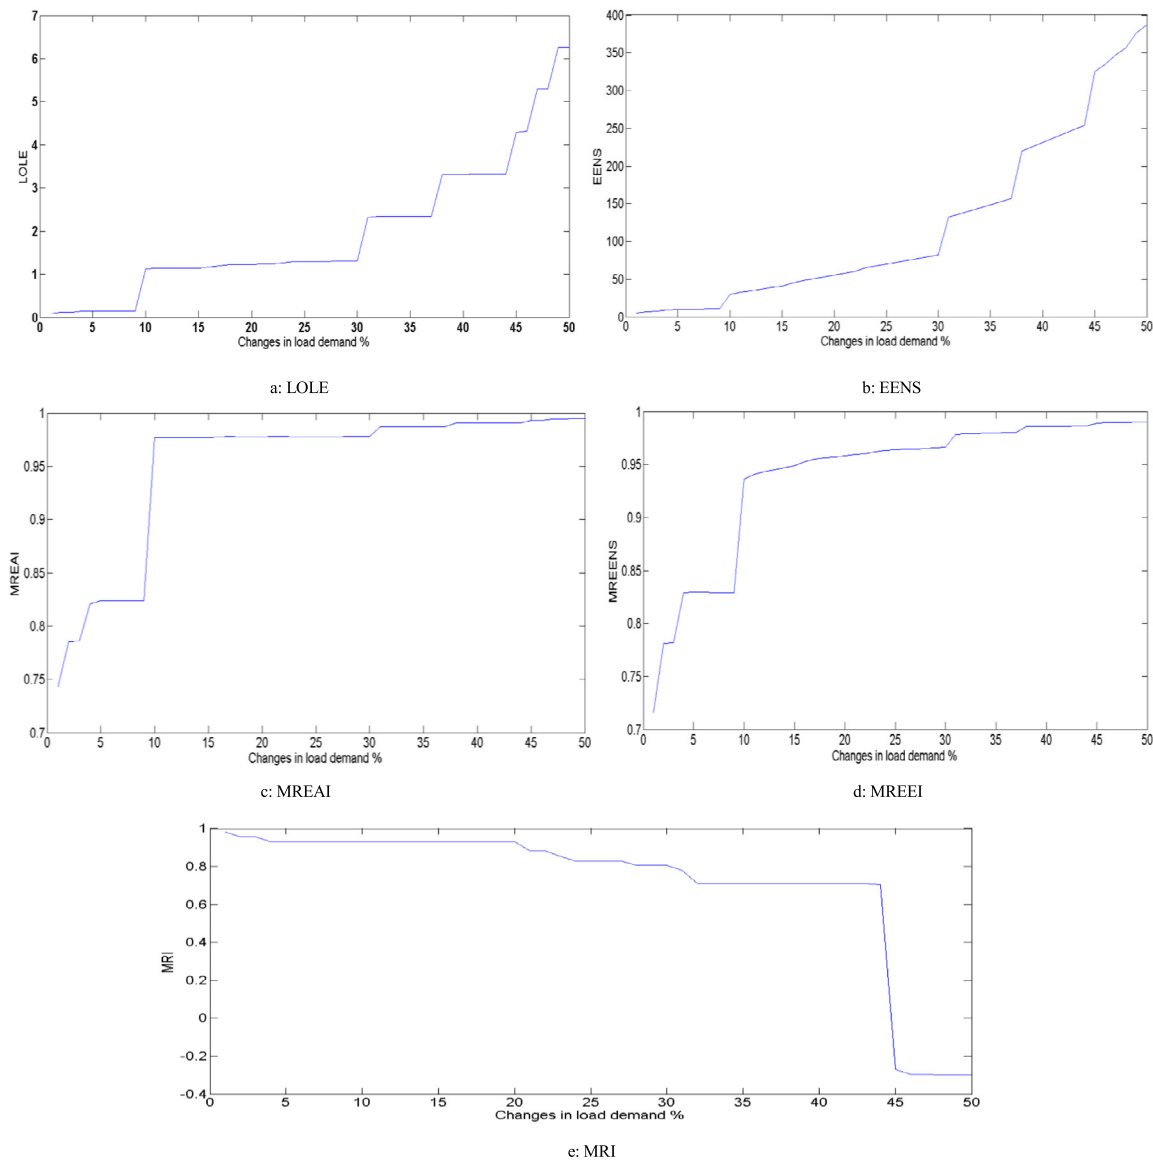 7
6
5
4
3
2
1
0
LOLE
0 5 10 15 20 25 30 35 40 45 50
Changes in load demand %
a: LOLE
400
350
300
250
200
150
100
50
0
EENS
0 5 10 15 20 25 30 35 40 45 50
Changes in load demand %
b: EENS
1
0.95
0.9
0.85
0.8
0.75
0.7
MREAI
0 5 10 15 20 25 30 35 40 45 50
Changes in load demand %
c: MREAI
1
0.95
0.9
0.85
0.8
0.75
0.7
MREENS
0 5 10 15 20 25 30 35 40 45 50
Changes in load demand %
d: MREEI
1
0.8
0.6
0.4
0.2
0
-0.2
-0.4
MRI
0 5 10 15 20 25 30 35 40 45 50
Changes in load demand %
e: MRI